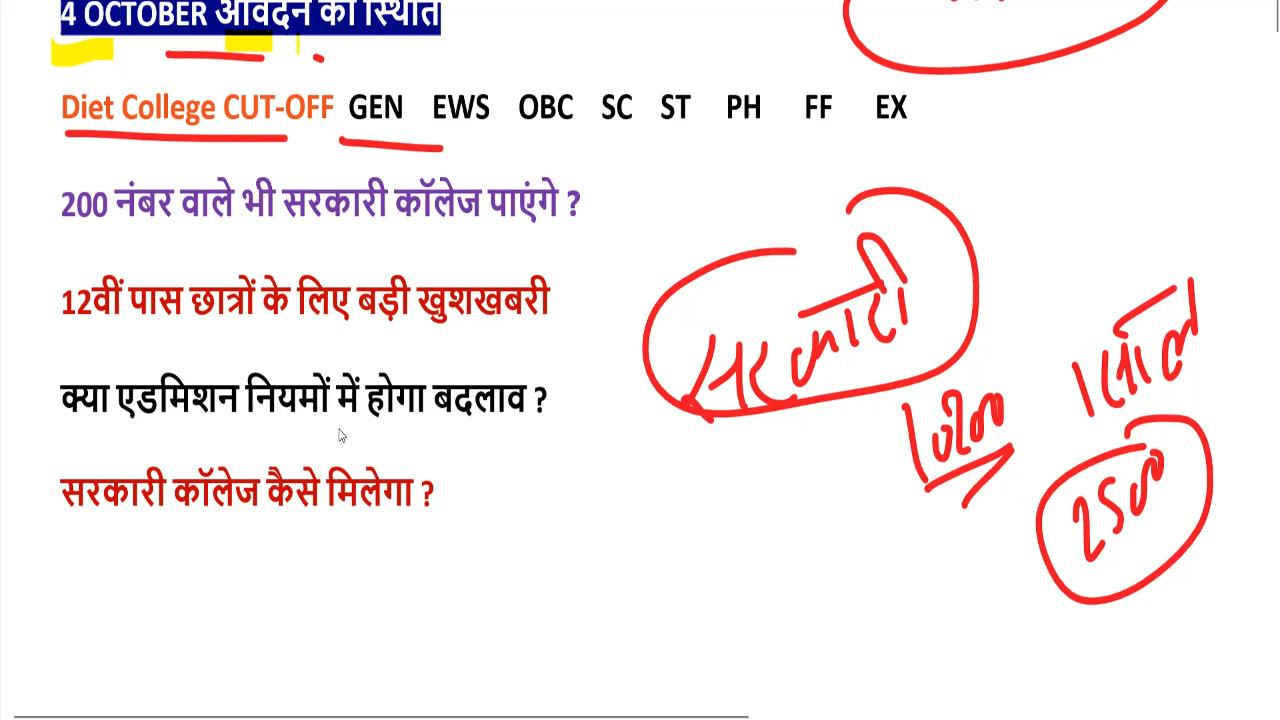 4 OCTOBER आवेदन की स्थिति
Diet College CUT-OFF GEN EWS OBC SC ST PH FF EX
200 नंबर वाले भी सरकारी कॉलेज पाएंगे ?
12वीं पास छात्रों के लिए बड़ी खुशखबरी
क्या एडमिशन नियमों में होगा बदलाव ?
सरकारी कॉलेज कैसे मिलेगा ?
सरकारी
1 साल